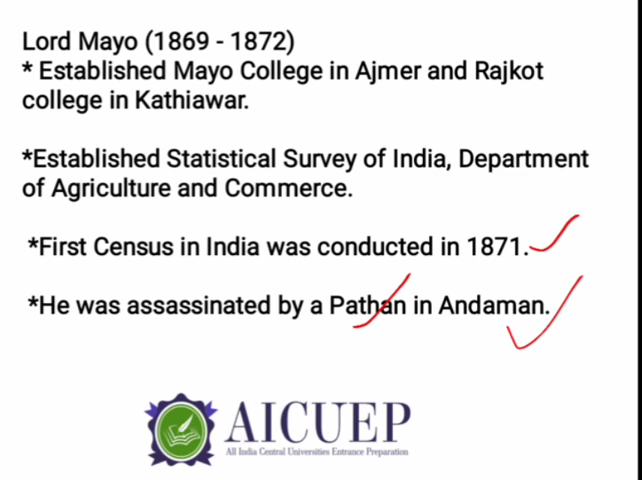 Lord Mayo (1869 - 1872)
* Established Mayo College in Ajmer and Rajkot
college in Kathiawar.
*Established Statistical Survey of India, Department
of Agriculture and Commerce.
*First Census in India was conducted in 1871.
*He was assassinated by a Pathan in Andaman.
AICUEP
All India Central Universities Entrance Preparation